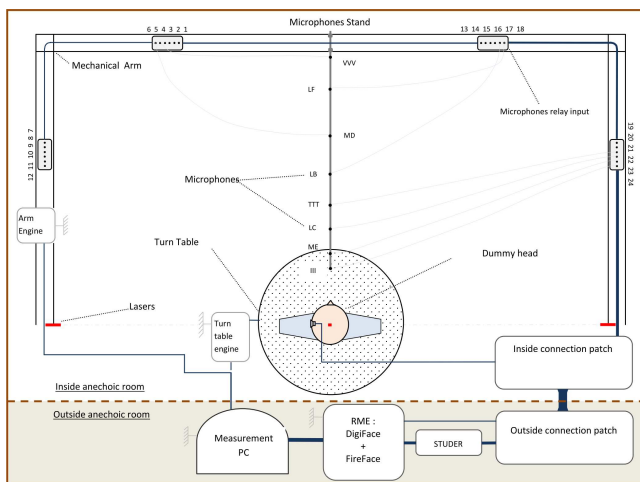 Microphones Stand
6 5 4 3 2 1
13 14 15 16 17 18
Mechanical Arm
VVV
LF
Microphones relay input
MD
12 11 10 9 8 7
19 20 21 22 23 24
Microphones
LB
TTT
LC
Arm
Engine
Turn Table
ME
Dummy head
III
Lasers
Turn
table
engine
Inside connection patch
Inside anechoic room
Outside anechoic room
Measurement
PC
RME :
DigiFace
+
FireFace
STUDER
Outside connection patch